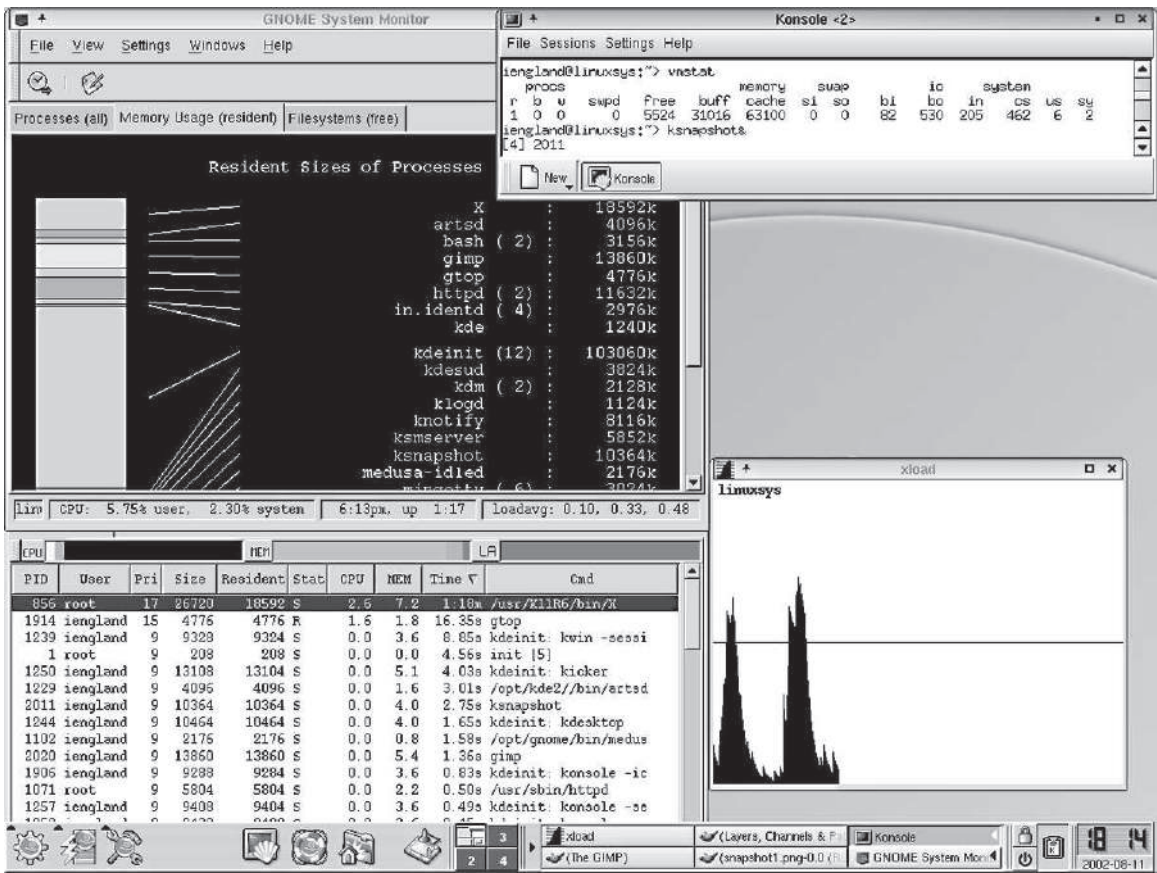 GNOME System Monitor
File View Settings Windows Help
Processes (all) Memory Usage (resident) Filesystems (free)
Resident Sizes of Processes
X : 18592k
artsd : 4096k
bash ( 2) : 3156k
gimp : 13860k
gtop : 4776k
httpd ( 2) : 11632k
in.identd ( 4) : 2976k
kde : 1240k
kdeinit (12) : 103060k
kdesud : 3824k
kdm ( 2) : 2128k
klogd : 1124k
knotify : 8116k
ksmserver : 5852k
ksnapshot : 10364k
medusa-idled : 2176k
CPU: 5.75% user, 2.30% system 6:13pm, up 1:17 loadavg: 0.10, 0.33, 0.48
CPU MEM LA
PID User Pri Size Resident Stat CPU MEM Time Cmd
856 root 17 26720 18592 S 2.6 7.2 1:18m /usr/X11R6/bin/X
1914 iengland 15 4776 4776 R 1.6 1.8 16.35s gtop
1239 iengland 9 9328 9324 S 0.0 3.6 8.85s kdeinit: kwin -sessi
1 root 9 208 208 S 0.0 0.0 4.56s init [5]
1250 iengland 9 13108 13104 S 0.0 5.1 4.03s kdeinit: kicker
1229 iengland 9 4096 4096 S 0.0 1.6 3.01s /opt/kde2//bin/artsd
2011 iengland 9 10364 10364 S 0.0 4.0 2.75s ksnapshot
1244 iengland 9 10464 10464 S 0.0 4.0 1.65s kdeinit: kdesktop
1102 iengland 9 2176 2176 S 0.0 0.8 1.58s /opt/gnome/bin/medus
2020 iengland 9 13860 13860 S 0.0 5.4 1.36s gimp
1906 iengland 9 9288 9284 S 0.0 3.6 0.83s kdeinit: konsole -ic
1071 root 9 5804 5804 S 0.0 2.2 0.50s /usr/sbin/httpd
1257 iengland 9 9408 9404 S 0.0 3.6 0.49s kdeinit: konsole -se
Konsole <2>
File Sessions Settings Help
iengland@linuxsys:~> vmstat
procs memory swap io system
r b w swpd free buff cache si so bi bo in cs us sy
1 0 0 0 5524 31016 63100 0 0 82 530 205 462 6 2
iengland@linuxsys:~> ksnapshot&
[4] 2011
New Konsole
xload
linuxsys
3
2 4
xload (Layers, Channels & Konsole
(The GIMP) (snapshot1.png-0.0 GNOME System Mon
18 14
2002-08-11